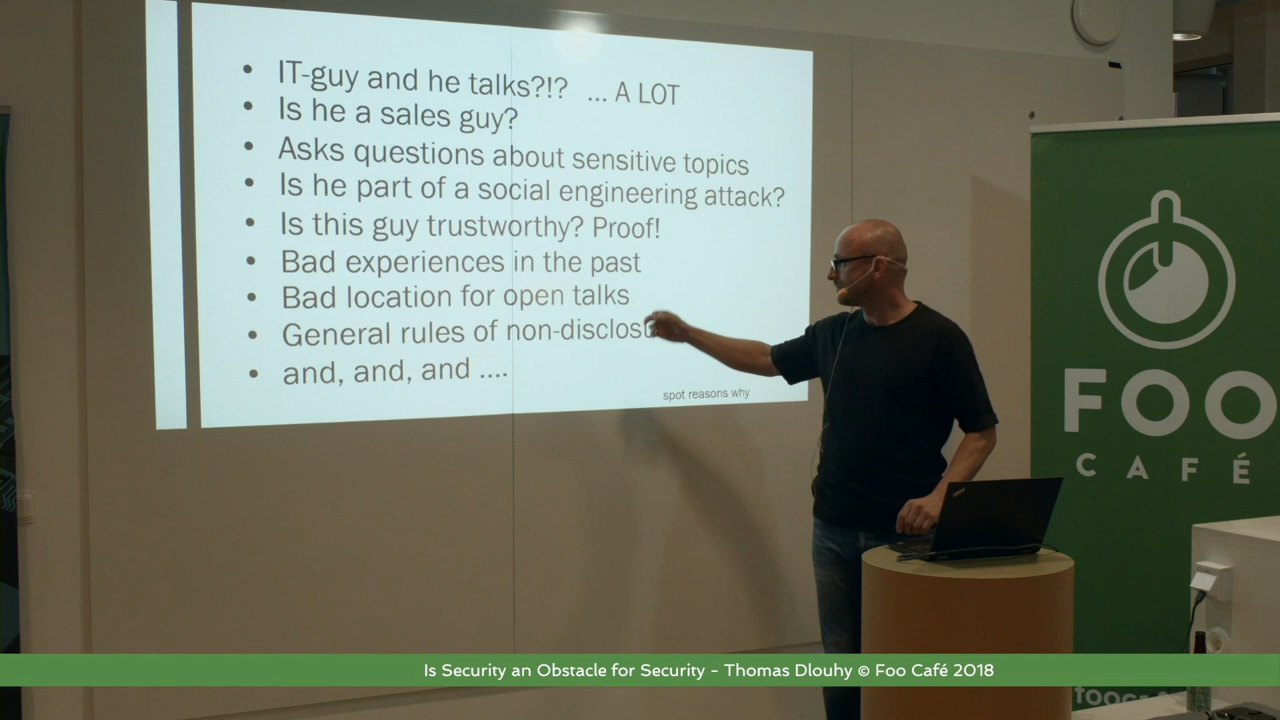 • IT-guy and he talks?!? ... A LOT
• Is he a sales guy?
• Asks questions about sensitive topics
• Is he part of a social engineering attack?
• Is this guy trustworthy? Proof!
• Bad experiences in the past
• Bad location for open talks
• General rules of
• and, and, and ....
spot reasons why
FOO
CAFÉ
Is Security an Obstacle for Security - Thomas Dlouhy © Foo Café 2018